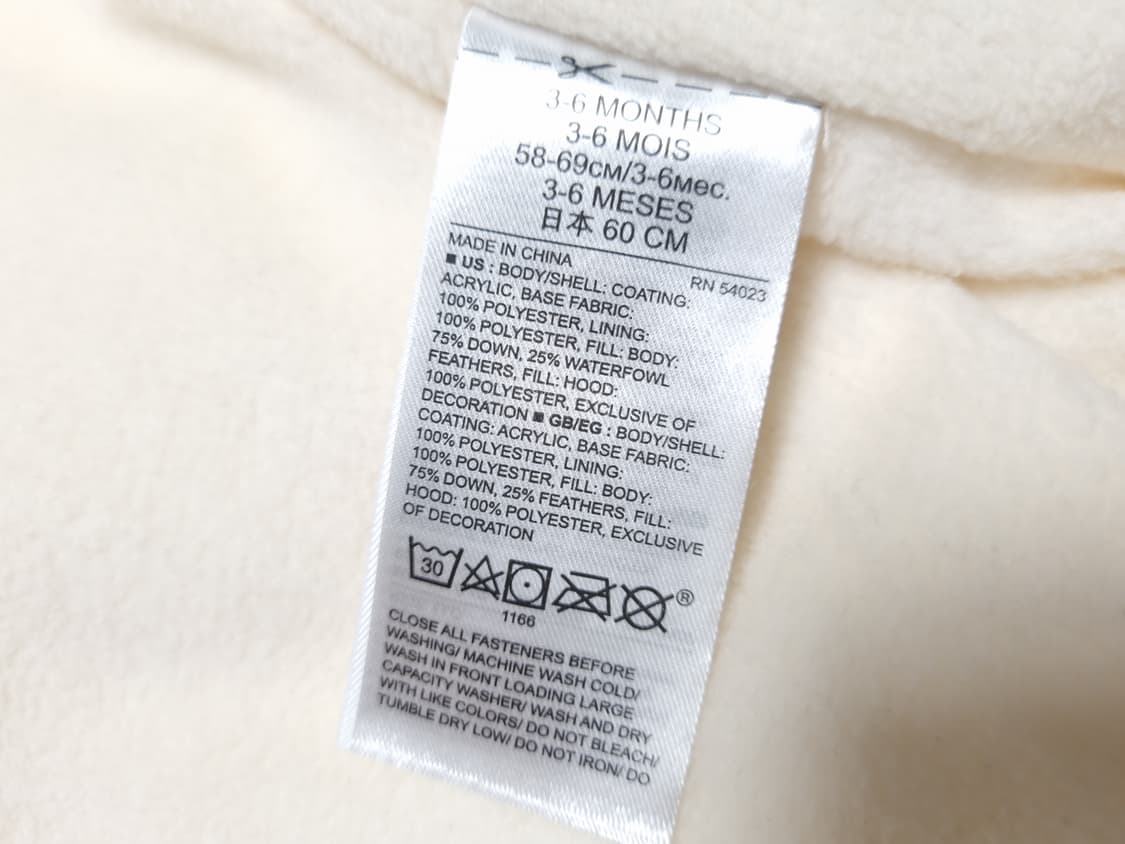 3-6 MONTHS
3-6 MOIS
58-69см/3-6мес.
3-6 MESES
日本 60 CM
MADE IN CHINA
RN 54023
■ US : BODY/SHELL: COATING:
ACRYLIC, BASE FABRIC:
100% POLYESTER, LINING:
100% POLYESTER, FILL: BODY:
75% DOWN, 25% WATERFOWL
FEATHERS, FILL: HOOD:
100% POLYESTER, EXCLUSIVE OF
DECORATION ■ GB/EG : BODY/SHELL:
COATING: ACRYLIC, BASE FABRIC:
100% POLYESTER, LINING:
100% POLYESTER, FILL: BODY:
75% DOWN, 25% FEATHERS, FILL:
HOOD: 100% POLYESTER, EXCLUSIVE
OF DECORATION
30
®
1166
CLOSE ALL FASTENERS BEFORE
WASHING/ MACHINE WASH COLD/
WASH IN FRONT LOADING LARGE
CAPACITY WASHER/ WASH AND DRY
WITH LIKE COLORS/ DO NOT BLEACH/
TUMBLE DRY LOW/ DO NOT IRON/ DO